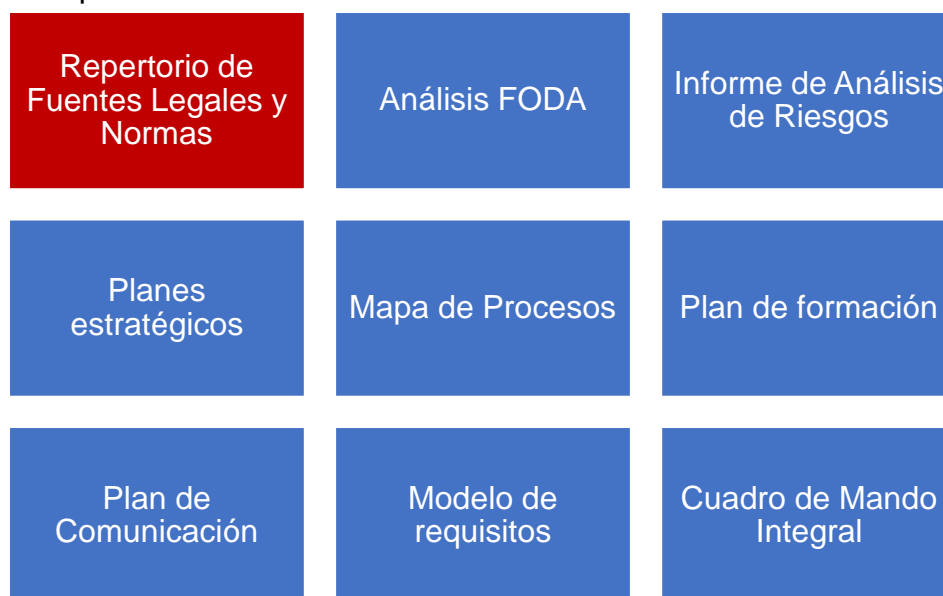 Repertorio de
Fuentes Legales y
Normas
Análisis FODA
Informe de Análisis
de Riesgos
Planes
estratégicos
Mapa de Procesos
Plan de formación
Plan de
Comunicación
Modelo de
requisitos
Cuadro de Mando
Integral